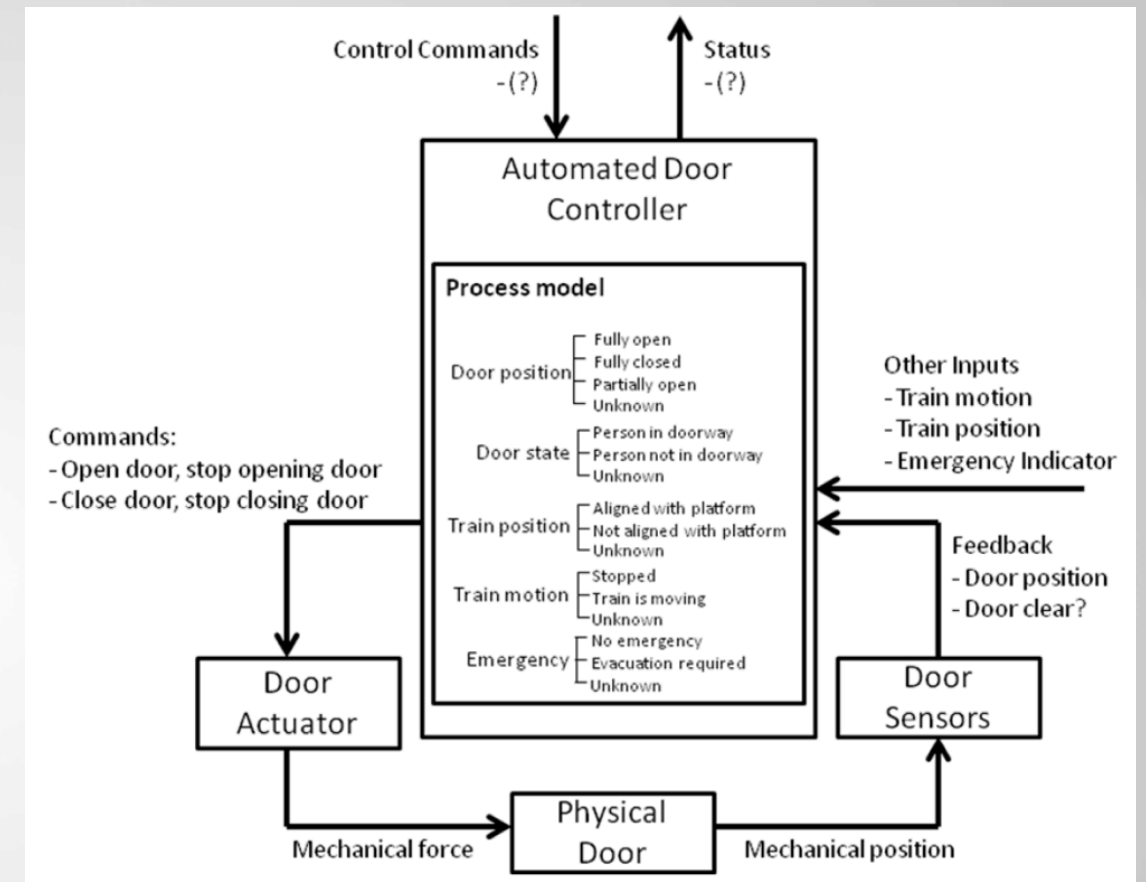 Control Commands
- (?)
Status
- (?)
Automated Door
Controller
Process model
Door position
Fully open
Fully closed
Partially open
Unknown
Door state
Person in doorway
Person not in doorway
Unknown
Train position
Aligned with platform
Not aligned with platform
Unknown
Train motion
Stopped
Train is moving
Unknown
Emergency
No emergency
Evacuation required
Unknown
Other Inputs
- Train motion
- Train position
- Emergency Indicator
Commands:
- Open door, stop opening door
- Close door, stop closing door
Feedback
- Door position
- Door clear?
Door
Actuator
Door
Sensors
Physical
Door
Mechanical force
Mechanical position